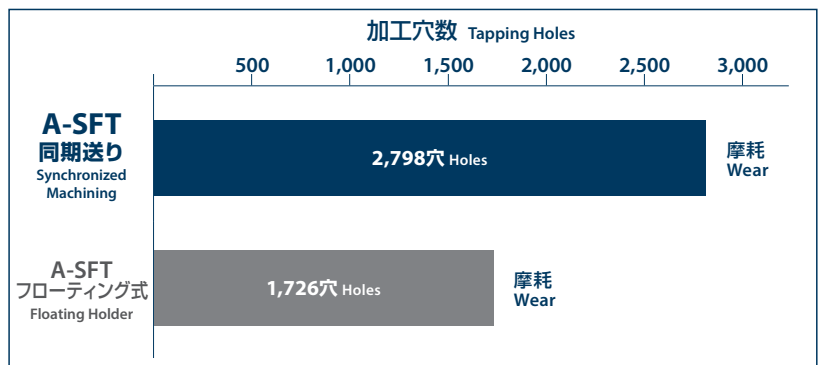 加工穴数 Tapping Holes
500 1,000 1,500 2,000 2,500 3,000
A-SFT
同期送り
Synchronized
Machining
2,798穴 Holes
摩耗
Wear
A-SFT
フローティング式
Floating Holder
1,726穴 Holes
摩耗
Wear